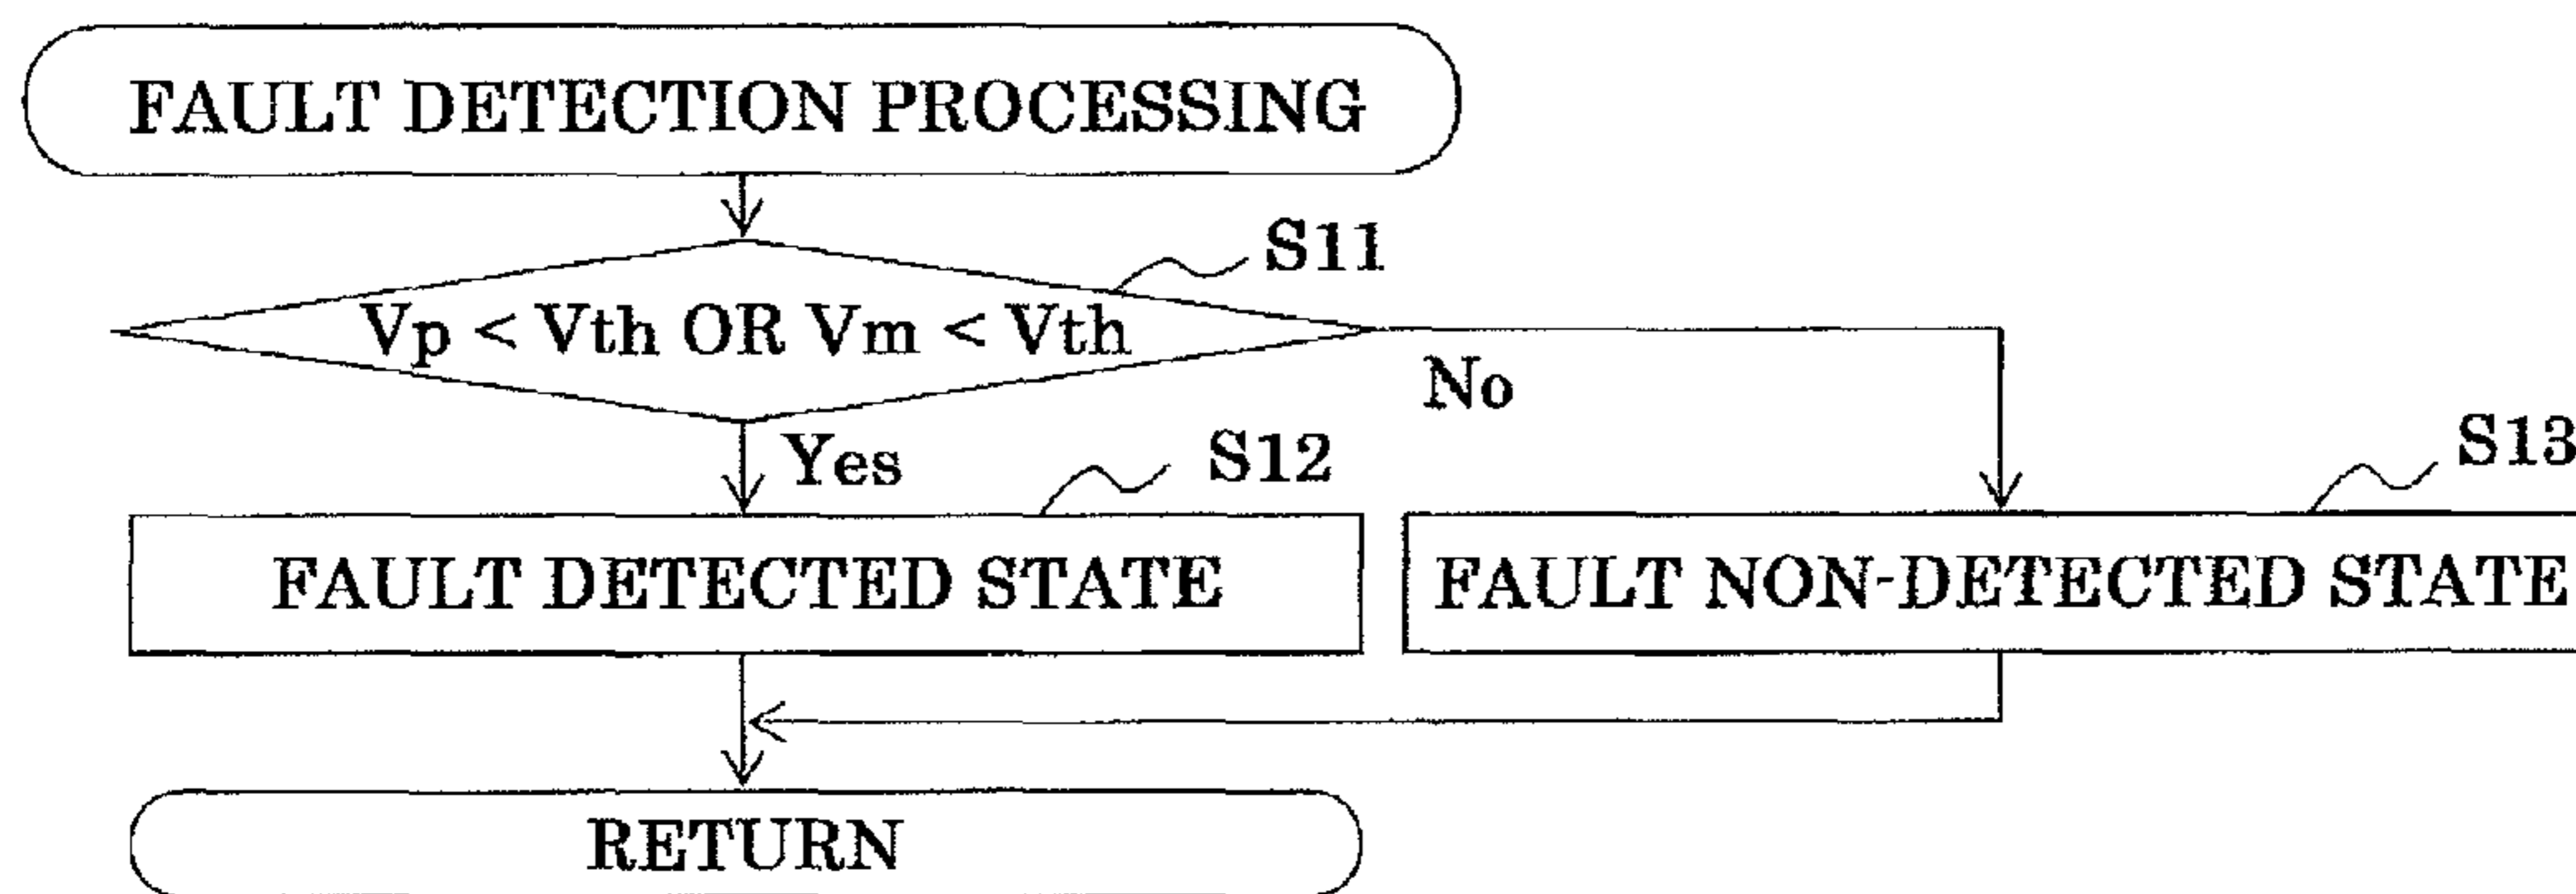 FAULT DETECTION PROCESSING
S11
Vp < Vth OR Vm < Vth
No
Yes
S12
S13
FAULT DETECTED STATE
FAULT NON-DETECTED STATE
RETURN